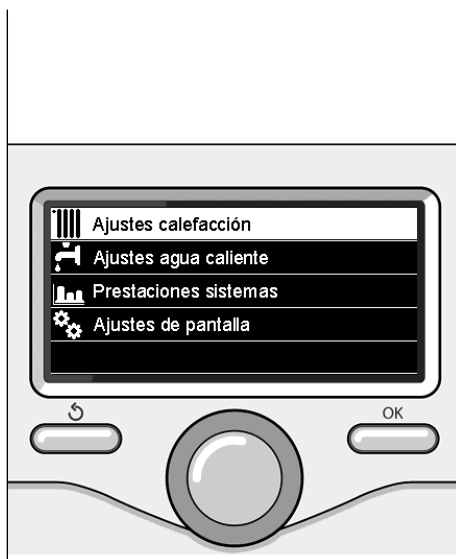 Ajustes calefacción
Ajustes agua caliente
Prestaciones sistemas
Ajustes de pantalla
OK